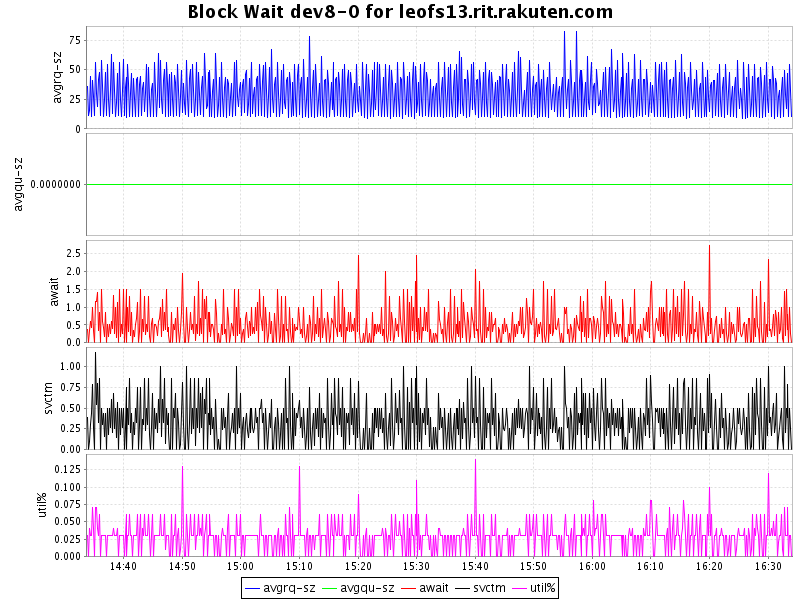 Block Wait dev8-0 for leofs13.rit.rakuten.com
avgrq-sz
75
50
25
0
avgqu-sz
0.0000000
await
2.5
2.0
1.5
1.0
0.5
0.0
svctm
1.00
0.75
0.50
0.25
0.00
util%
0.125
0.100
0.075
0.050
0.025
0.000
14:40 14:50 15:00 15:10 15:20 15:30 15:40 15:50 16:00 16:10 16:20 16:30
avgrq-sz avgqu-sz await svctm util%